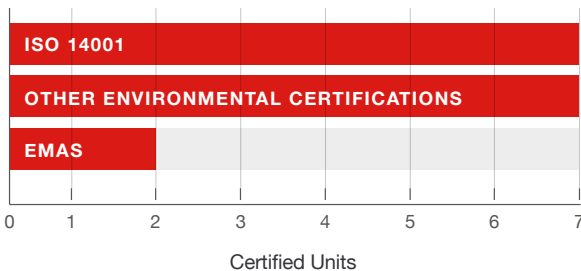 ISO 14001
OTHER ENVIRONMENTAL CERTIFICATIONS
EMAS
0 1 2 3 4 5 6 7
Certified Units